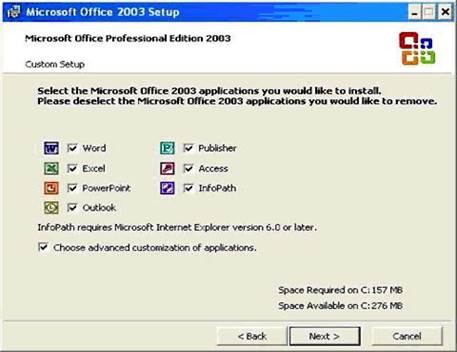 Microsoft Office 2003 Setup
Microsoft Office Professional Edition 2003
Custom Setup
Select the Microsoft Office 2003 applications you would like to install.
Please deselect the Microsoft Office 2003 applications you would like to remove.
Word
Publisher
Excel
Access
PowerPoint
InfoPath
Outlook
InfoPath requires Microsoft Internet Explorer version 6.0 or later.
Choose advanced customization of applications.
Space Required on C:157 MB
Space Available on C:276 MB
< Back
Next >
Cancel